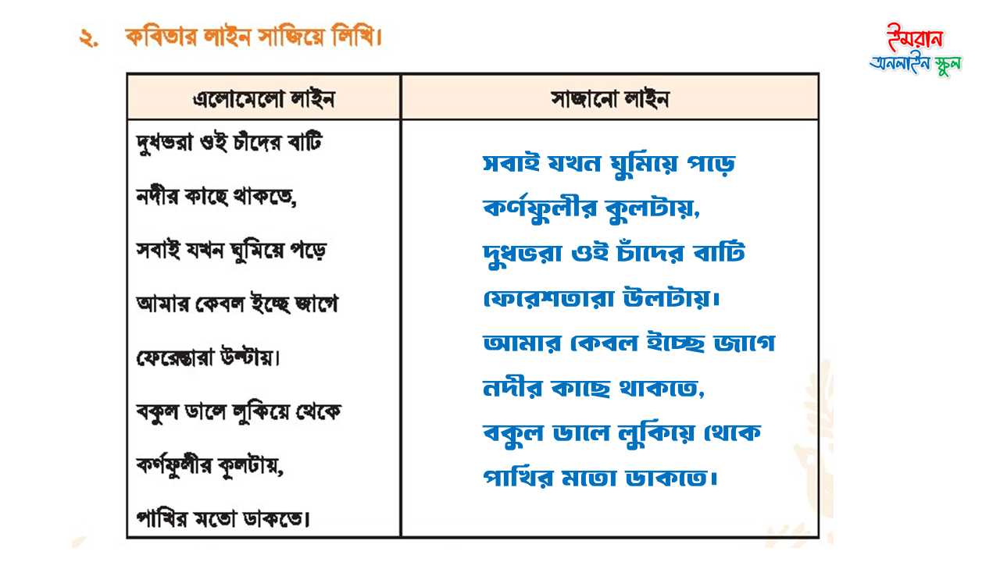 ২. কবিতার লাইন সাজিয়ে লিখি।
ইমরান
অনলাইন স্কুল
এলোমেলো লাইন
দুধভরা ওই চাঁদের বাটি
নদীর কাছে থাকতে,
সবাই যখন ঘুমিয়ে পড়ে
আমার কেবল ইচ্ছে জাগে
ফেরেস্তারা উল্টায়।
বকুল ডালে লুকিয়ে থেকে
কর্ণফুলীর কূলটায়,
পাখির মতো ডাকতে।
সাজানো লাইন
সবাই যখন ঘুমিয়ে পড়ে
কর্ণফুলীর কুলটায়,
দুধভরা ওই চাঁদের বাটি
ফেরেশতারা উলটায়।
আমার কেবল ইচ্ছে জাগে
নদীর কাছে থাকতে,
বকুল ডালে লুকিয়ে থেকে
পাখির মতো ডাকতে।